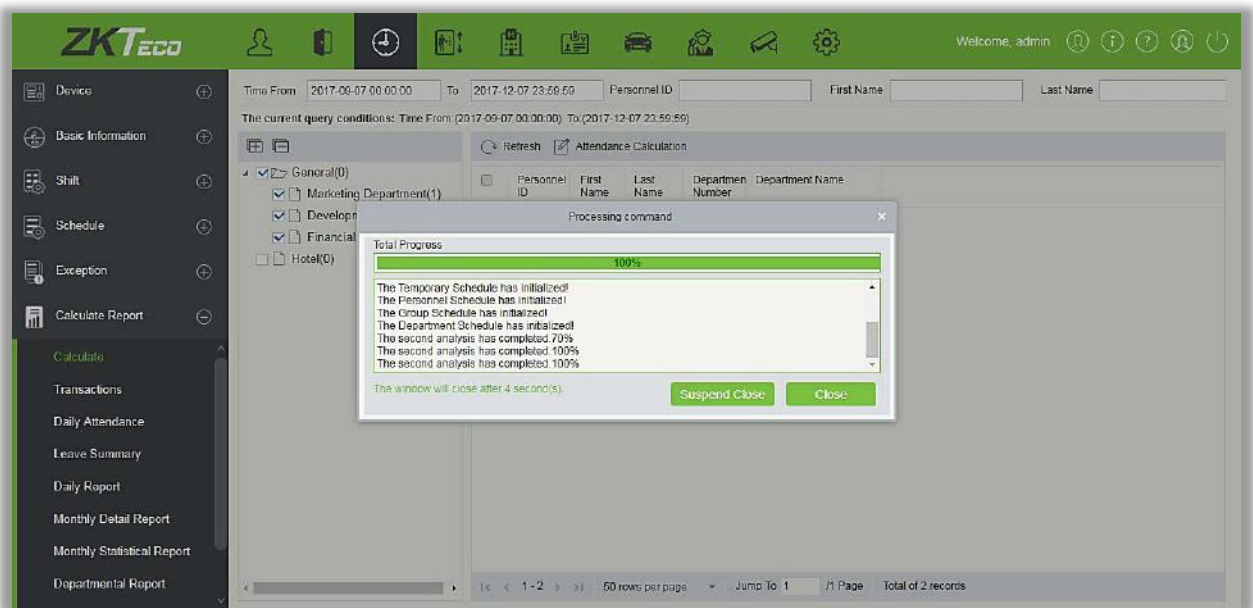 ZKTeco
Welcome, admin
Device
Basic Information
Shift
Schedule
Exception
Calculate Report
Calculate
Transactions
Daily Attendance
Leave Summary
Daily Report
Monthly Detail Report
Monthly Statistical Report
Departmental Report
Time From 2017-09-07 00:00:00 To 2017-12-07 23:59:59 Personnel ID First Name Last Name
The current query conditions: Time From:(2017-09-07 00:00:00) To:(2017-12-07 23:59:59)
Refresh Attendance Calculation
General(0)
Marketing Department(1)
Developm
Financial
Hotel(0)
Personnel ID First Name Last Name Departmen Number Department Name
Processing command
Total Progress
100%
The Temporary Schedule has initialized!
The Personnel Schedule has initialized!
The Group Schedule has initialized!
The Department Schedule has initialized!
The second analysis has completed.70%
The second analysis has completed.100%
The second analysis has completed.100%
The window will close after 4 second(s).
Suspend Close
Close
1-2 50 rows per page Jump To 1 /1 Page Total of 2 records